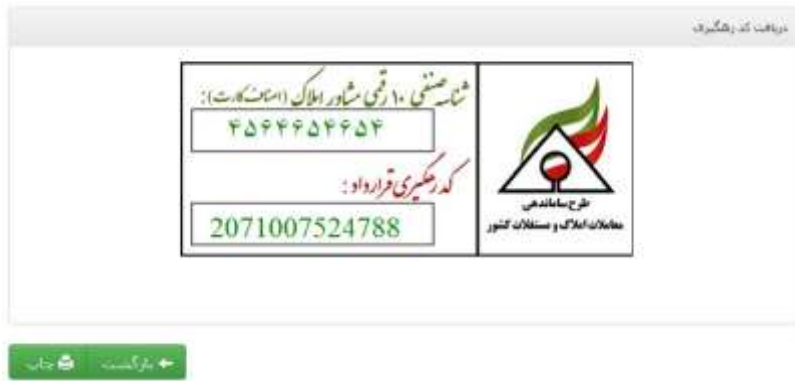 دریافت کد رهگیری
شناسه صنفی ۱۰ رقمی مشاور املاک (اسناد کارت):
۴۵۶۴۶۵۴۶۵۴
کد رهگیری قرارداد:
2071007524788
طرح ساماندهی
معاملات املاک و مستغلات کشور
بازگشت
چاپ